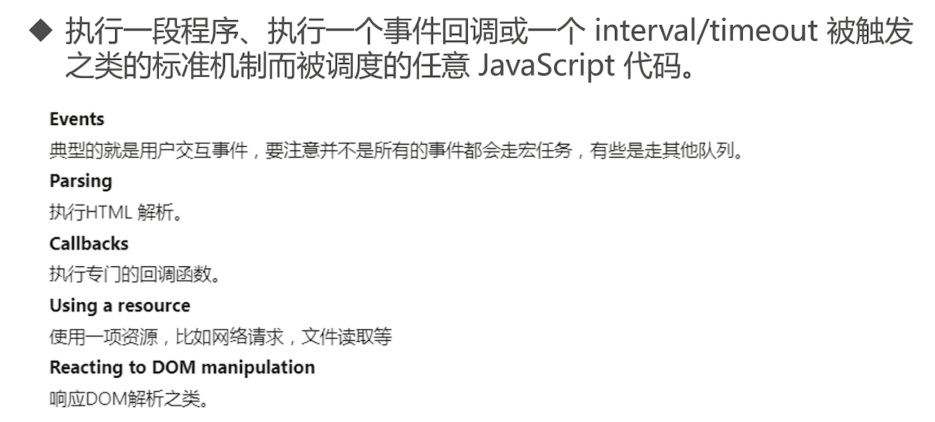 ◆ 执行一段程序、执行一个事件回调或一个 interval/timeout 被触发
之类的标准机制而被调度的任意 JavaScript 代码。
Events
典型的就是用户交互事件，要注意并不是所有的事件都会走宏任务，有些是走其他队列。
Parsing
执行HTML 解析。
Callbacks
执行专门的回调函数。
Using a resource
使用一项资源，比如网络请求，文件读取等
Reacting to DOM manipulation
响应DOM解析之类。